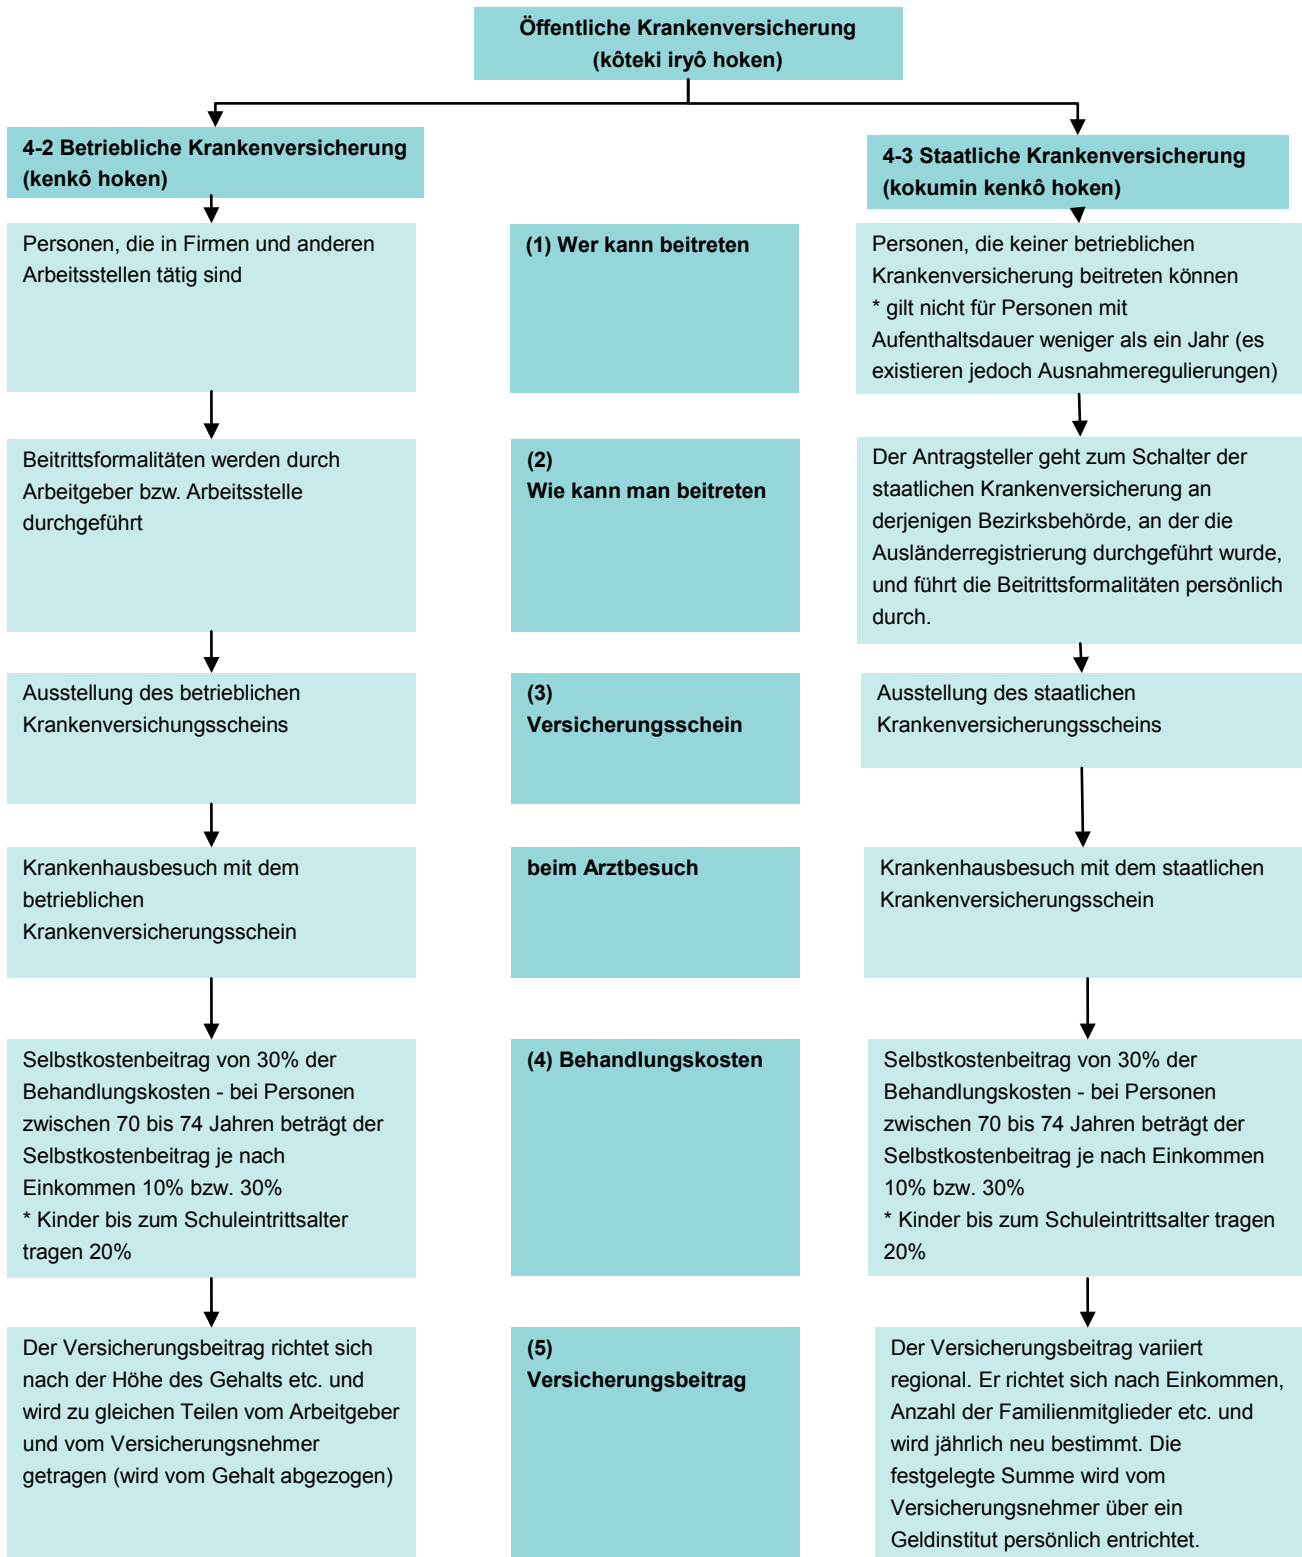 Öffentliche Krankenversicherung
(kôteki iryô hoken)
4-2 Betriebliche Krankenversicherung
(kenkô hoken)
4-3 Staatliche Krankenversicherung
(kokumin kenkô hoken)
Personen, die in Firmen und anderen
Arbeitsstellen tätig sind
(1) Wer kann beitreten
Personen, die keiner betrieblichen
Krankenversicherung beitreten können
* gilt nicht für Personen mit
Aufenthaltsdauer weniger als ein Jahr (es
existieren jedoch Ausnahmeregulierungen)
Beitrittsformalitäten werden durch
Arbeitgeber bzw. Arbeitsstelle
durchgeführt
(2)
Wie kann man beitreten
Der Antragsteller geht zum Schalter der
staatlichen Krankenversicherung an
derjenigen Bezirksbehörde, an der die
Ausländerregistrierung durchgeführt wurde,
und führt die Beitrittsformalitäten persönlich
durch.
Ausstellung des betrieblichen
Krankenversichungsscheins
(3)
Versicherungsschein
Ausstellung des staatlichen
Krankenversicherungsscheins
Krankenhausbesuch mit dem
betrieblichen
Krankenversicherungsschein
beim Arztbesuch
Krankenhausbesuch mit dem staatlichen
Krankenversicherungsschein
Selbstkostenbeitrag von 30% der
Behandlungskosten - bei Personen
zwischen 70 bis 74 Jahren beträgt der
Selbstkostenbeitrag je nach
Einkommen 10% bzw. 30%
* Kinder bis zum Schuleintrittsalter
tragen 20%
(4) Behandlungskosten
Selbstkostenbeitrag von 30% der
Behandlungskosten - bei Personen
zwischen 70 bis 74 Jahren beträgt der
Selbstkostenbeitrag je nach Einkommen
10% bzw. 30%
* Kinder bis zum Schuleintrittsalter tragen
20%
Der Versicherungsbeitrag richtet sich
nach der Höhe des Gehalts etc. und
wird zu gleichen Teilen vom Arbeitgeber
und vom Versicherungsnehmer
getragen (wird vom Gehalt abgezogen)
(5)
Versicherungsbeitrag
Der Versicherungsbeitrag variiert
regional. Er richtet sich nach Einkommen,
Anzahl der Familienmitglieder etc. und
wird jährlich neu bestimmt. Die
festgelegte Summe wird vom
Versicherungsnehmer über ein
Geldinstitut persönlich entrichtet.